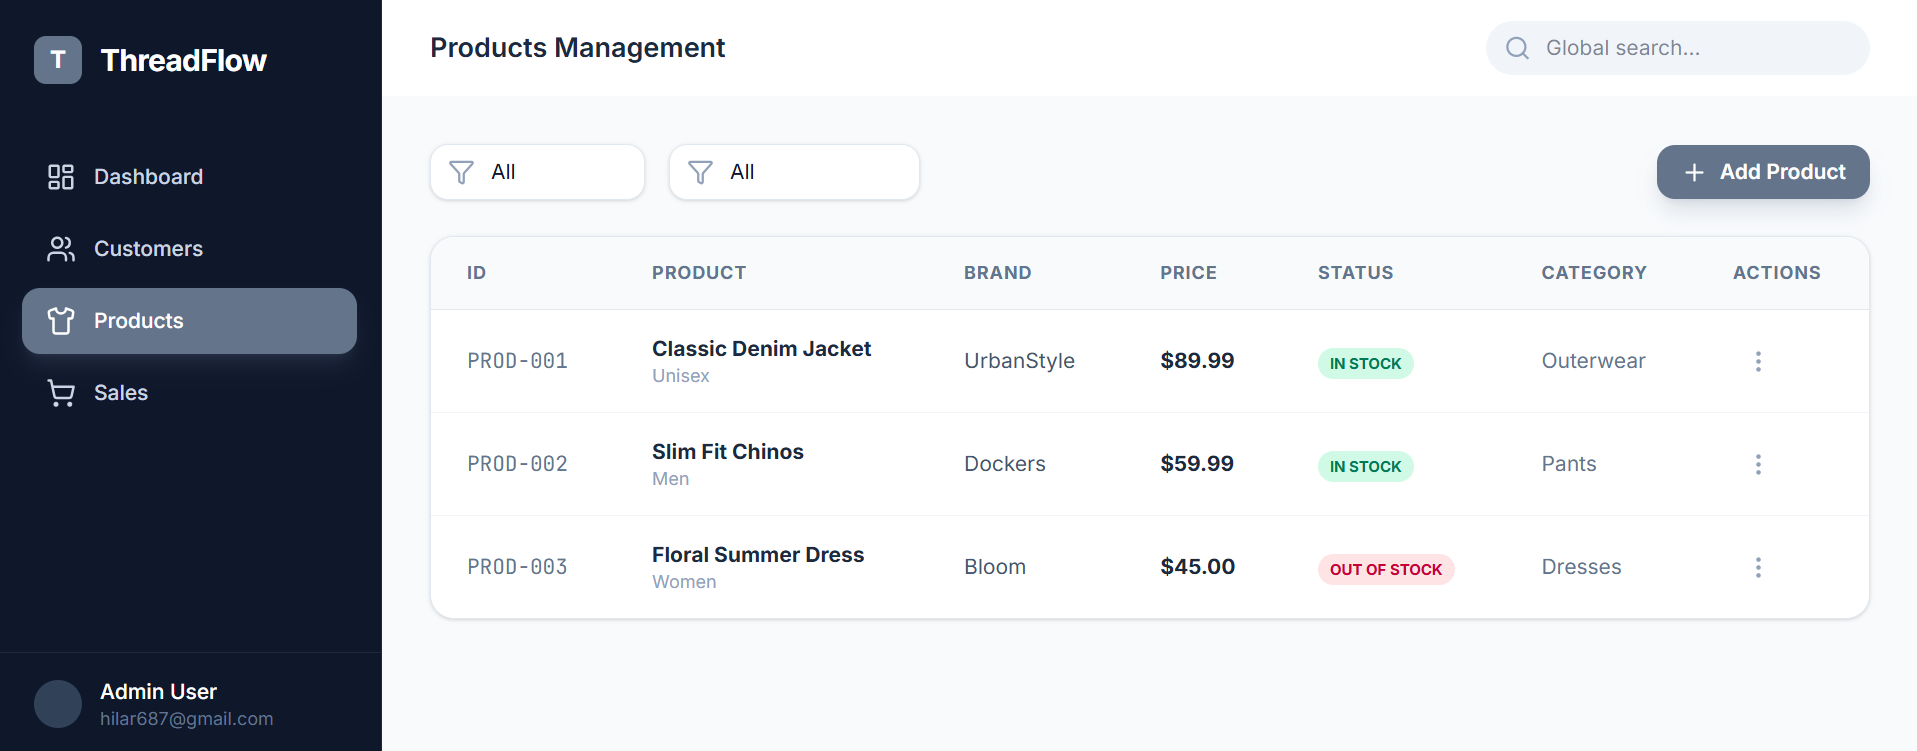 T
ThreadFlow
Dashboard
Customers
Products
Sales
Admin User
hilar687@gmail.com
Products Management
Global search...
All
All
Add Product
ID PRODUCT BRAND PRICE STATUS CATEGORY ACTIONS
PROD-001 Classic Denim Jacket UrbanStyle $89.99 IN STOCK Outerwear
Unisex
PROD-002 Slim Fit Chinos Dockers $59.99 IN STOCK Pants
Men
PROD-003 Floral Summer Dress Bloom $45.00 OUT OF STOCK Dresses
Women